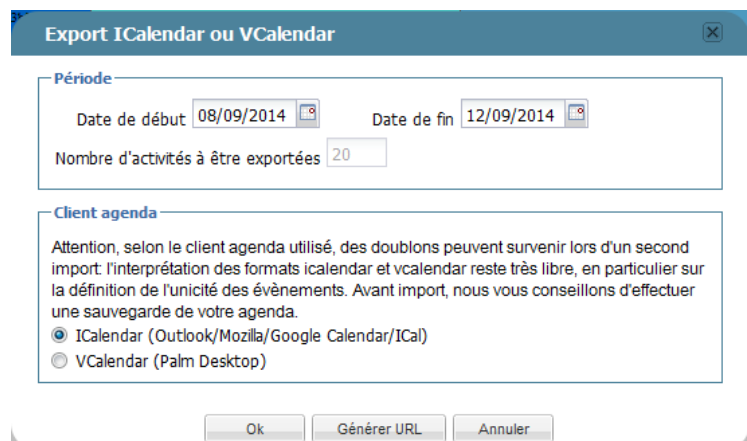 Export ICalendar ou VCalendar
Période
Date de début 08/09/2014 Date de fin 12/09/2014
Nombre d'activités à être exportées 20
Client agenda
Attention, selon le client agenda utilisé, des doublons peuvent survenir lors d'un second
import: l'interprétation des formats icalendar et vcalendar reste très libre, en particulier sur
la définition de l'unicité des évènements. Avant import, nous vous conseillons d'effectuer
une sauvegarde de votre agenda.
ICalendar (Outlook/Mozilla/Google Calendar/ICal)
VCalendar (Palm Desktop)
Ok Générer URL Annuler